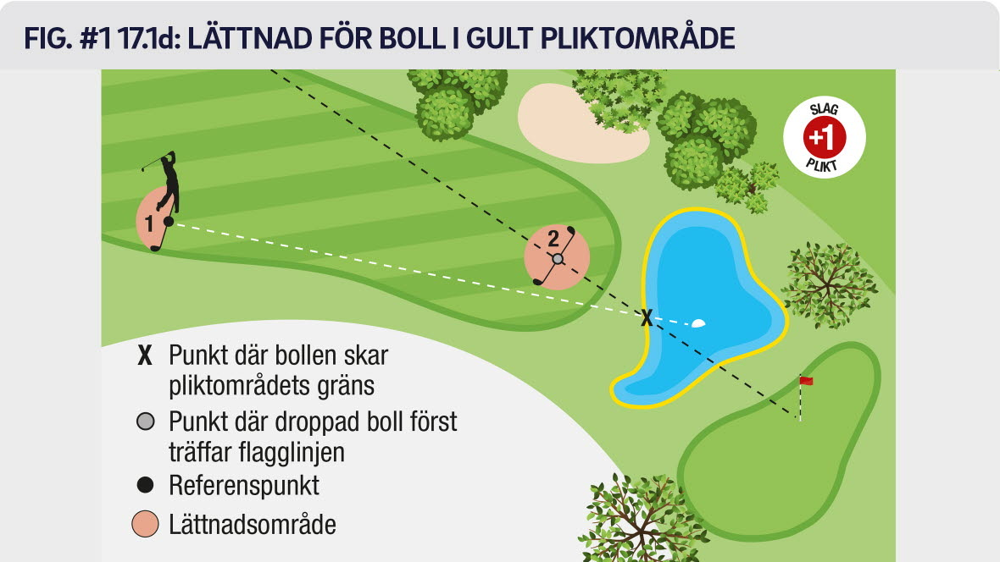 FIG. #1 17.1d: LÄTTNAD FÖR BOLL I GULT PLIKTOMRÅDE
SLAG
+1
PLIKT
1
2
X
X Punkt där bollen skar
pliktområdets gräns
Punkt där droppad boll först
träffar flagglinjen
Referenspunkt
Lättnadsområde